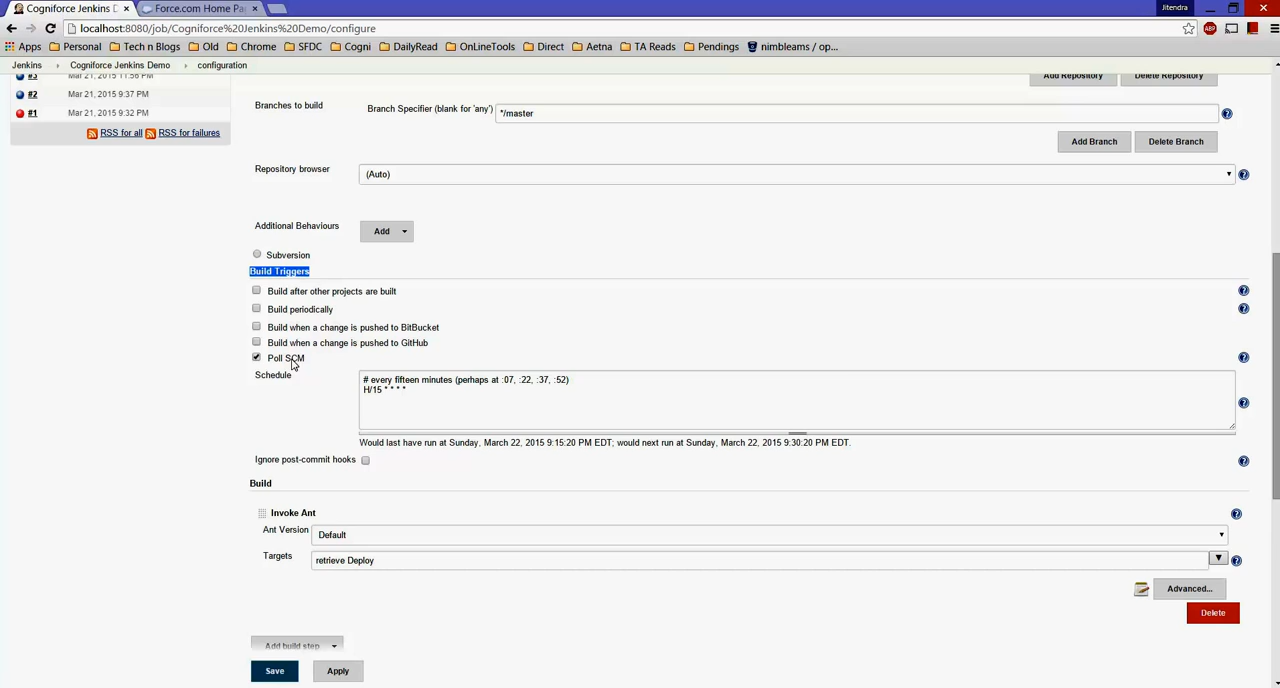 Cogniforce Jenkins D
Force.com Home Pa
Jitendra
localhost:8080/job/Cogniforce%20Jenkins%20Demo/configure
Apps Personal Tech n Blogs Old Chrome SFDC Cogni DailyRead OnLineTools Direct Aetna TA Reads Pendings nimbleams / op...
Jenkins Cogniforce Jenkins Demo configuration
#3 Mar 21, 2015 11:56 PM
Add Repository Delete Repository
#2 Mar 21, 2015 9:37 PM
#1 Mar 21, 2015 9:32 PM
RSS for all RSS for failures
Branches to build
Branch Specifier (blank for 'any') */master
Add Branch Delete Branch
Repository browser (Auto)
Additional Behaviours Add
Subversion
Build Triggers
Build after other projects are built
Build periodically
Build when a change is pushed to BitBucket
Build when a change is pushed to GitHub
Poll SCM
Schedule
# every fifteen minutes (perhaps at :07, :22, :37, :52)
H/15 * * * *
Would last have run at Sunday, March 22, 2015 9:15:20 PM EDT; would next run at Sunday, March 22, 2015 9:30:20 PM EDT.
Ignore post-commit hooks
Build
Invoke Ant
Ant Version Default
Targets retrieve Deploy
Advanced...
Delete
Add build step
Save Apply